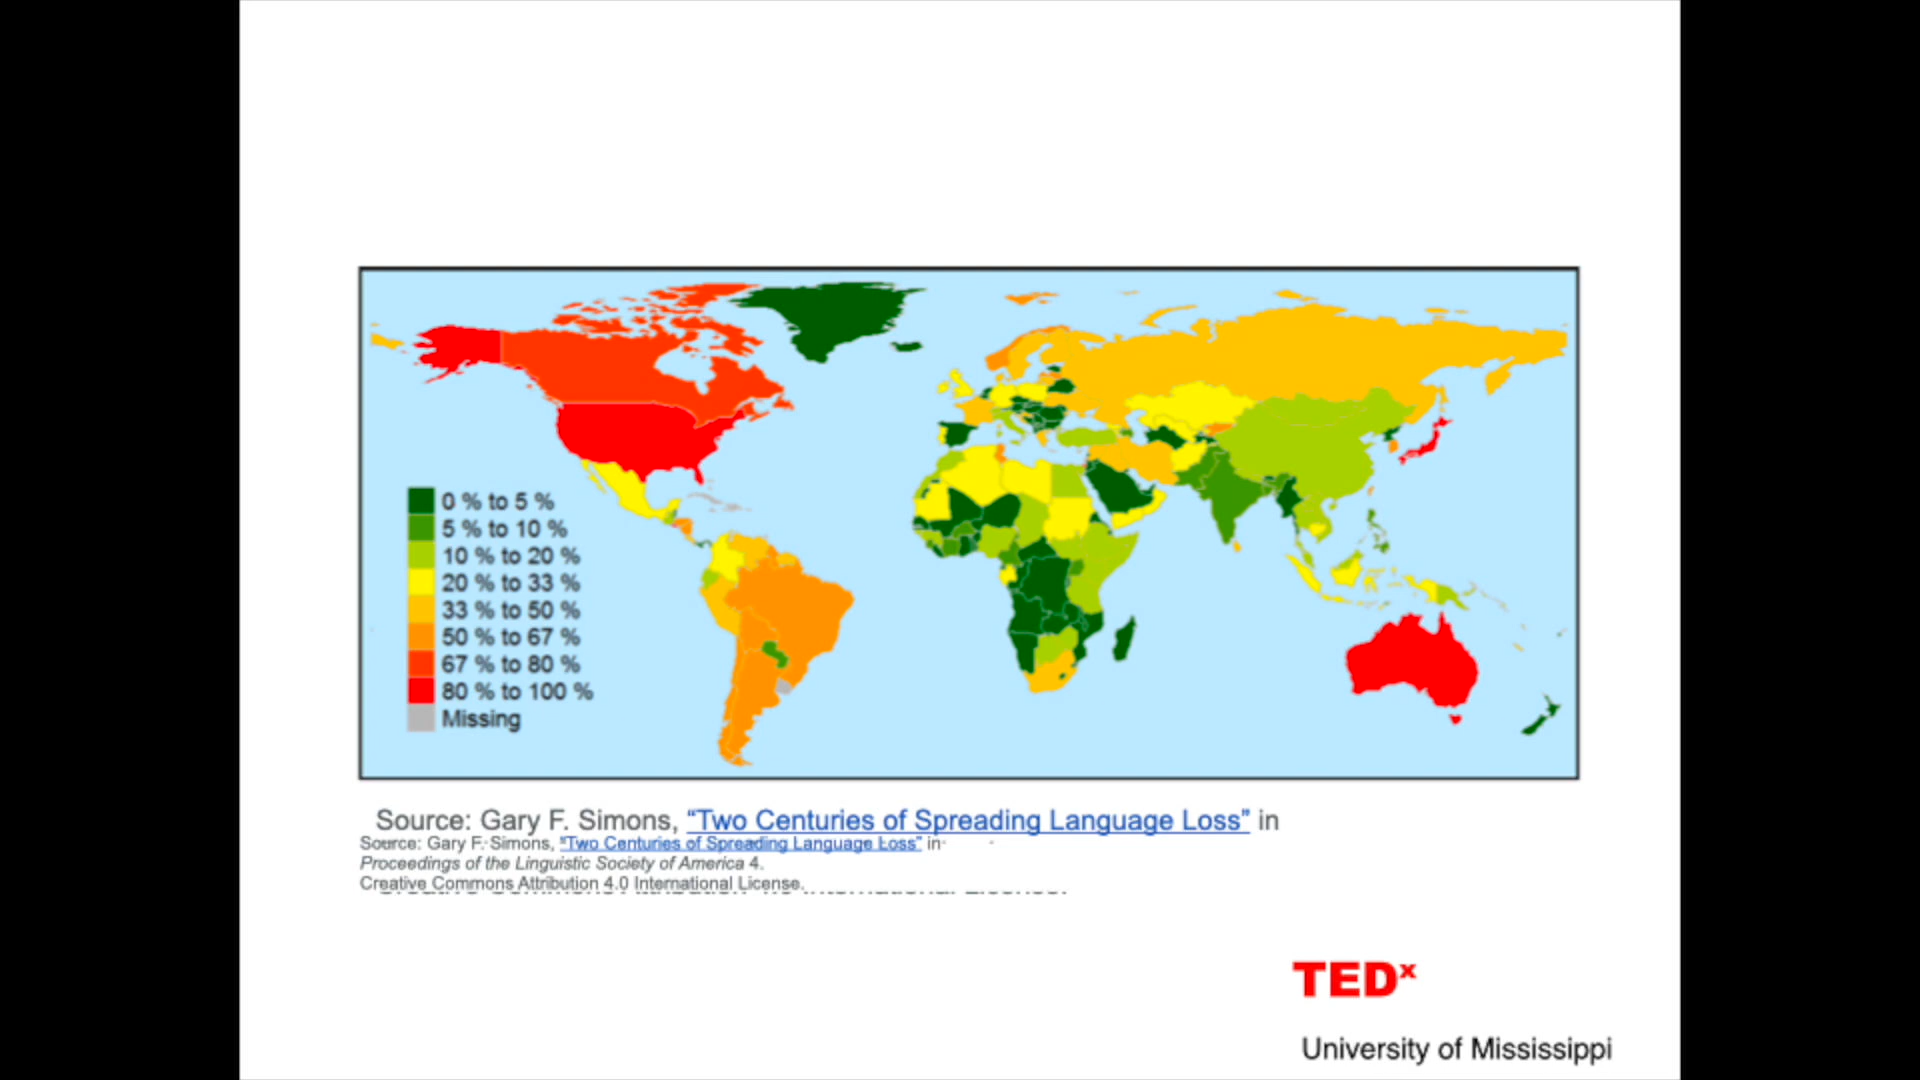 0 % to 5 %
5 % to 10 %
10 % to 20 %
20 % to 33 %
33 % to 50 %
50 % to 67 %
67 % to 80 %
80 % to 100 %
Missing
Source: Gary F. Simons, “Two Centuries of Spreading Language Loss” in
Source: Gary F. Simons, “Two Centuries of Spreading Language Loss” in
Proceedings of the Linguistic Society of America 4.
Creative Commons Attribution 4.0 International License.
TEDx
University of Mississippi